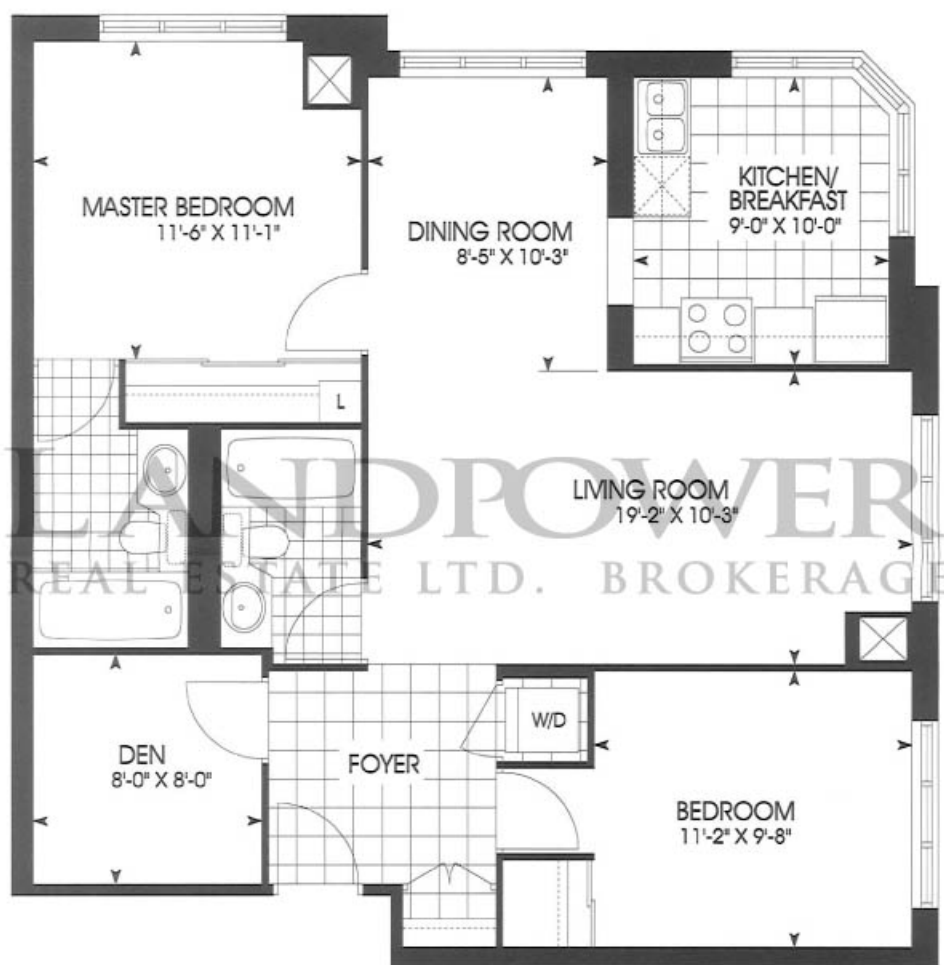 MASTER BEDROOM
11'-6" X 11'-1"
DINING ROOM
8'-5" X 10'-3"
KITCHEN/
BREAKFAST
9'-0" X 10'-0"
L
LIVING ROOM
19'-2" X 10'-3"
LANDPOWER
REAL ESTATE LTD. BROKERAGE
W/D
DEN
8'-0" X 8'-0"
FOYER
BEDROOM
11'-2" X 9'-8"